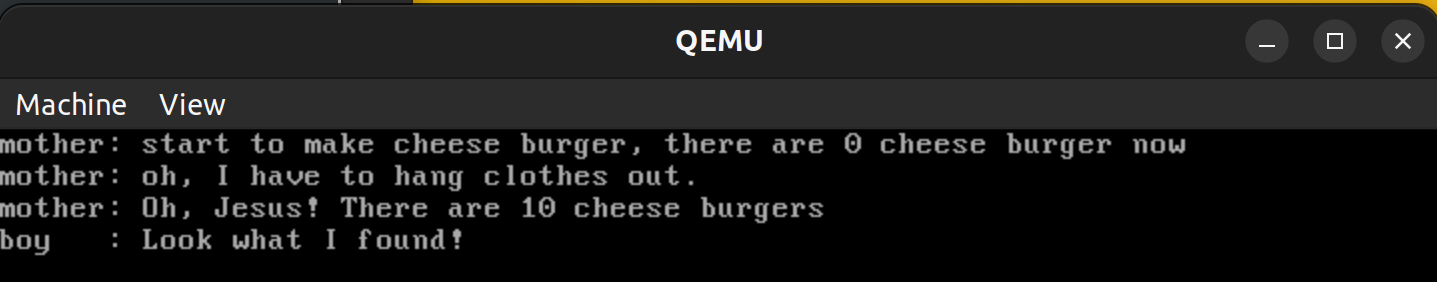 QEMU
Machine View
mother: start to make cheese burger, there are 0 cheese burger now
mother: oh, I have to hang clothes out.
mother: Oh, Jesus! There are 10 cheese burgers
boy   : Look what I found!